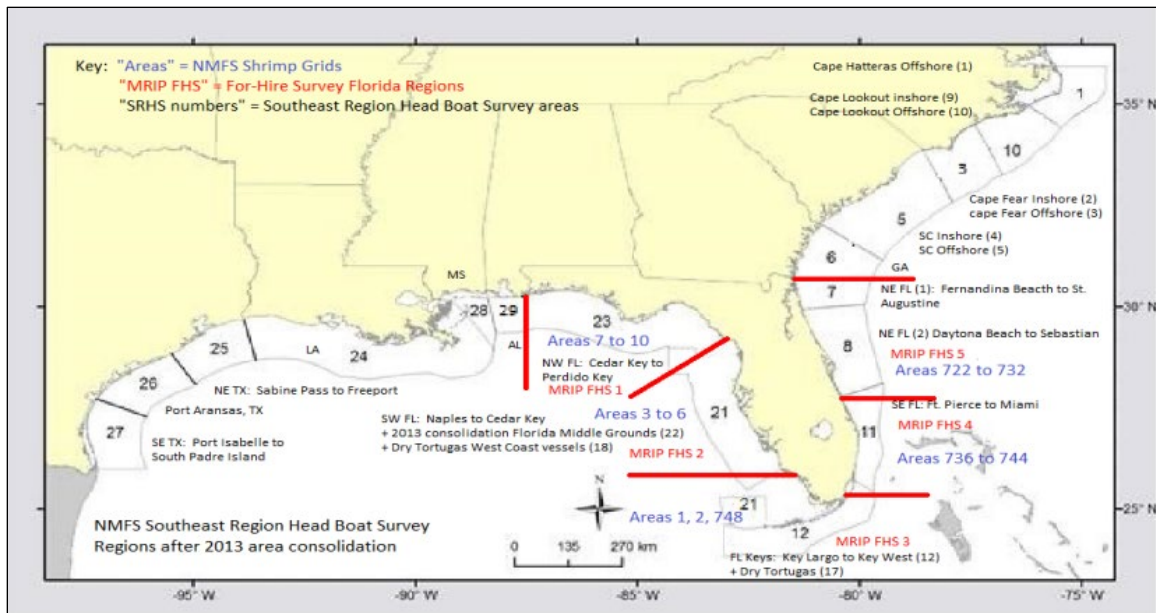 Key: "Areas" = NMFS Shrimp Grids
"MRIP FHS" = For-Hire Survey Florida Regions
"SRHS numbers" = Southeast Region Head Boat Survey areas
Cape Hatteras Offshore (1)
Cape Lookout inshore (9)
Cape Lookout Offshore (10)
1
35° N
10
3
Cape Fear Inshore (2)
cape Fear Offshore (3)
5
SC Inshore (4)
SC Offshore (5)
6
GA
MS
7
NE FL (1): Fernandina Beacth to St.
Augustine
30° N
28
29
23
AL
Areas 7 to 10
NW FL: Cedar Key to
Perdido Key
MRIP FHS 1
8
NE FL (2) Daytona Beach to Sebastian
MRIP FHS 5
Areas 722 to 732
25
LA
24
26
NE TX: Sabine Pass to Freeport
Port Aransas, TX
27
SE TX: Port Isabelle to
South Padre Island
Areas 3 to 6
21
SW FL: Naples to Cedar Key
+ 2013 consolidation Florida Middle Grounds (22)
+ Dry Tortugas West Coast vessels (18)
MRIP FHS 2
SE FL: Ft. Pierce to Miami
MRIP FHS 4
11
Areas 736 to 744
N
21
Areas 1, 2, 748
25° N
12
MRIP FHS 3
FL Keys: Key Largo to Key West (12)
+ Dry Tortugas (17)
NMFS Southeast Region Head Boat Survey
Regions after 2013 area consolidation
0 135 270 km
-95° W
-90° W
-85° W
-80° W
-75° W